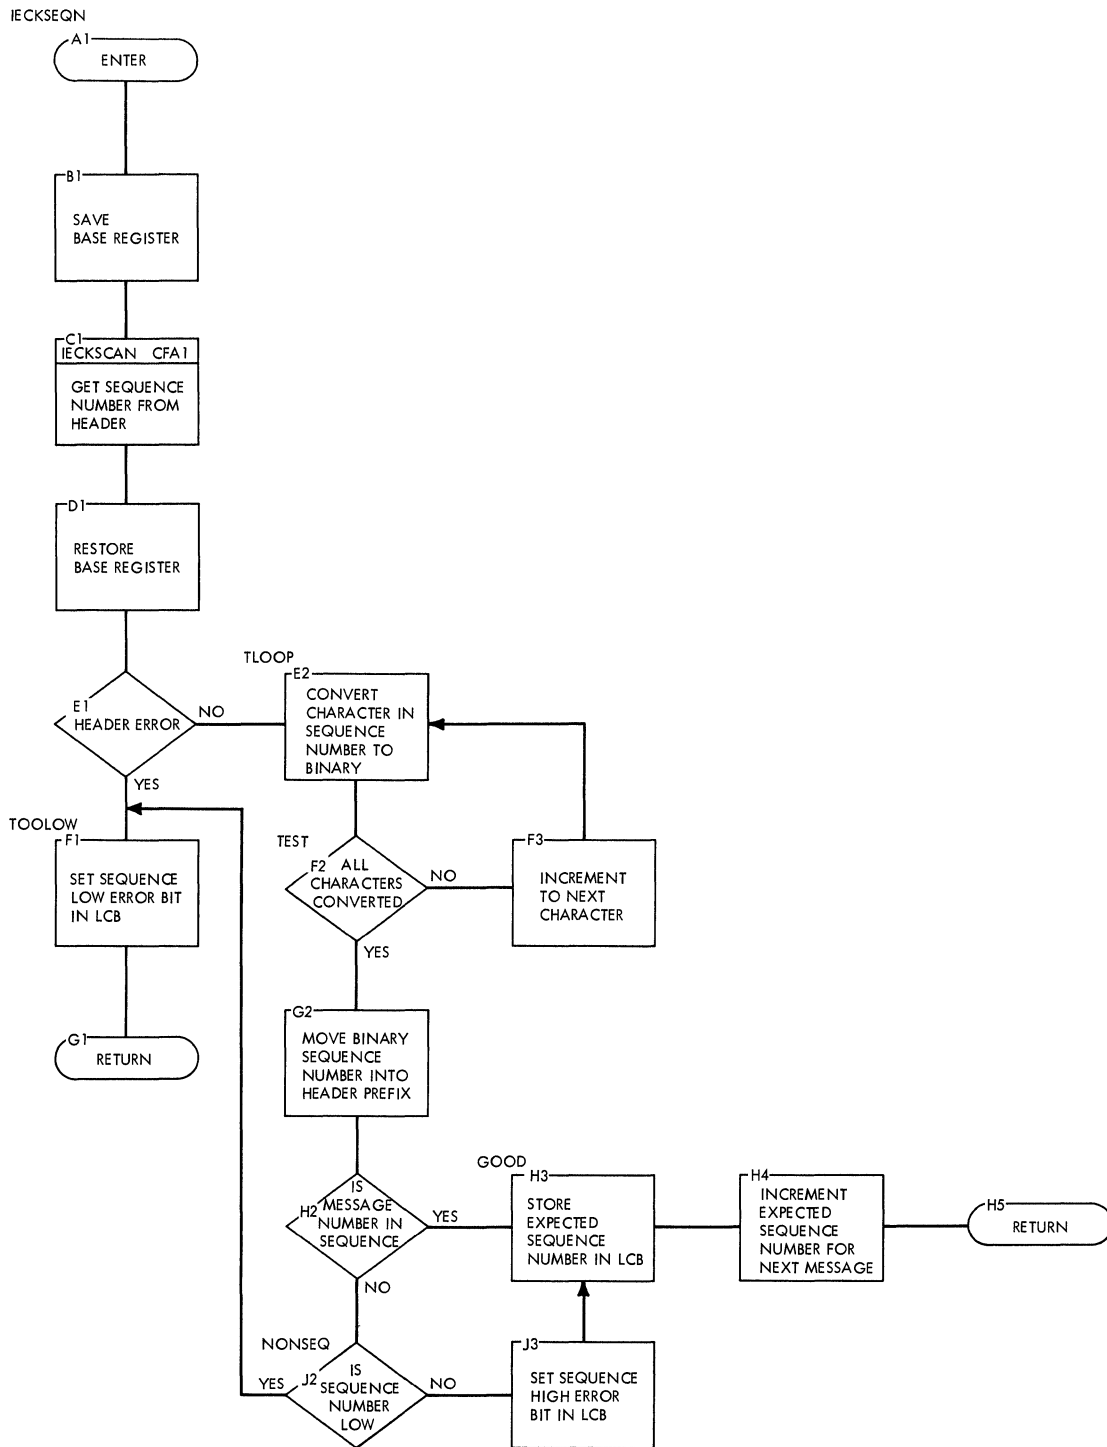 IECKSEQN
A1
ENTER
B1
SAVE
BASE REGISTER
C1
IECKSCAN CFA1
GET SEQUENCE
NUMBER FROM
HEADER
D1
RESTORE
BASE REGISTER
E1
HEADER ERROR
NO
YES
TLOOP
E2
CONVERT
CHARACTER IN
SEQUENCE
NUMBER TO
BINARY
TOOLOW
F1
SET SEQUENCE
LOW ERROR BIT
IN LCB
TEST
F2
ALL
CHARACTERS
CONVERTED
NO
YES
F3
INCREMENT
TO NEXT
CHARACTER
G1
RETURN
G2
MOVE BINARY
SEQUENCE
NUMBER INTO
HEADER PREFIX
H2
IS
MESSAGE
NUMBER IN
SEQUENCE
YES
NO
GOOD
H3
STORE
EXPECTED
SEQUENCE
NUMBER IN LCB
H4
INCREMENT
EXPECTED
SEQUENCE
NUMBER FOR
NEXT MESSAGE
H5
RETURN
NONSEQ
J2
IS
SEQUENCE
NUMBER
LOW
YES
NO
J3
SET SEQUENCE
HIGH ERROR
BIT IN LCB